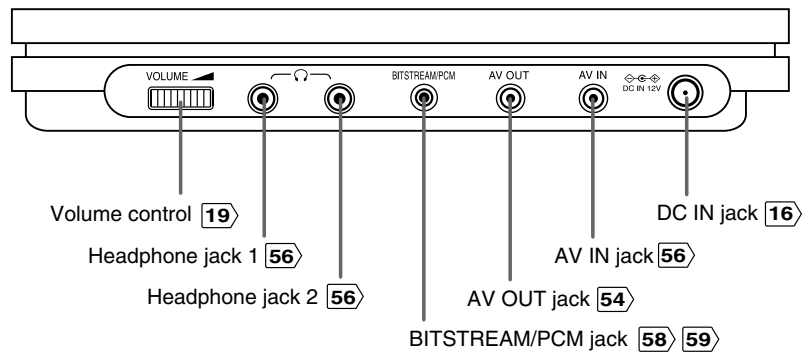 VOLUME
BITSTREAM/PCM
AV OUT
AV IN
DC IN 12V
Volume control 19
DC IN jack 16
Headphone jack 1 56
AV IN jack 56
Headphone jack 2 56
AV OUT jack 54
BITSTREAM/PCM jack 58 59